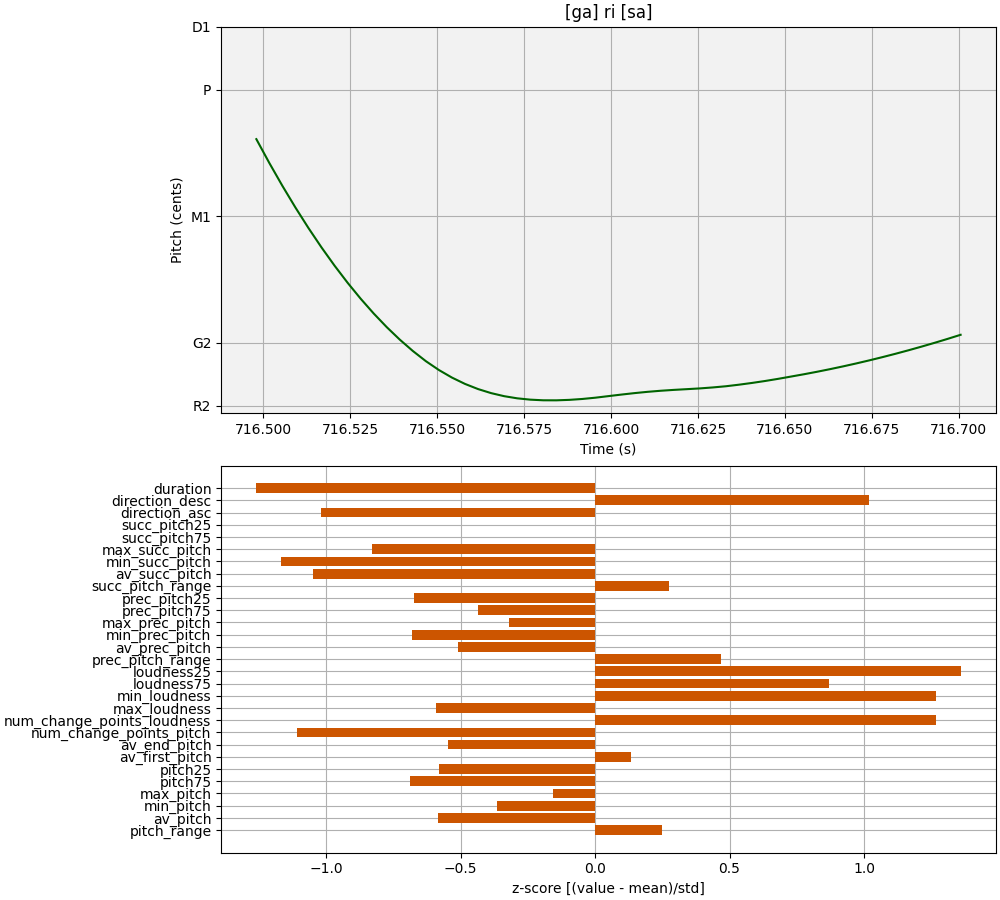 [ga] ri [sa]
D1
P
M1
G2
R2
Pitch (cents)
716.500 716.525 716.550 716.575 716.600 716.625 716.650 716.675 716.700
Time (s)
duration
direction_desc
direction_asc
succ_pitch25
succ_pitch75
max_succ_pitch
min_succ_pitch
av_succ_pitch
succ_pitch_range
prec_pitch25
prec_pitch75
max_prec_pitch
min_prec_pitch
av_prec_pitch
prec_pitch_range
loudness25
loudness75
min_loudness
max_loudness
num_change_points_loudness
num_change_points_pitch
av_end_pitch
av_first_pitch
pitch25
pitch75
max_pitch
min_pitch
av_pitch
pitch_range
−1.0 −0.5 0.0 0.5 1.0
z-score [(value - mean)/std]